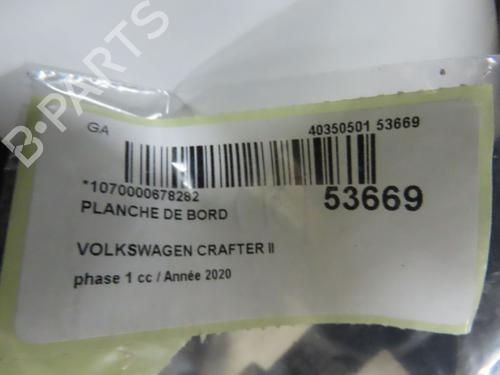 B-PARTS
GA
40350501 53669
*1070000678282
53669
PLANCHE DE BORD
VOLKSWAGEN CRAFTER II
phase 1 cc / Année 2020